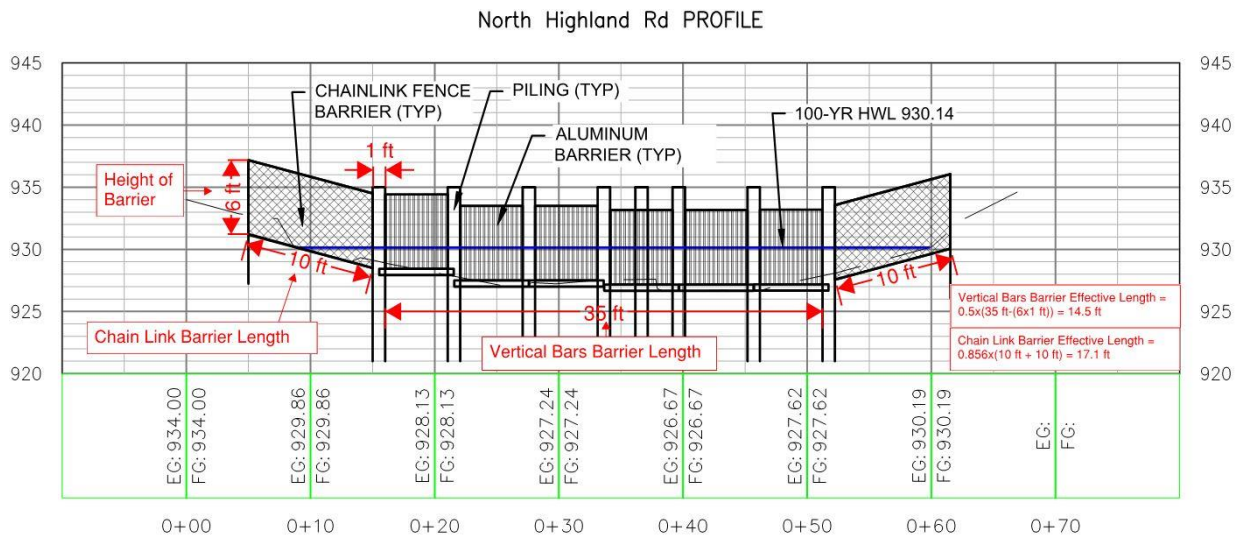 North Highland Rd PROFILE
945
940
935
930
925
920
945
940
935
930
925
920
CHAINLINK FENCE
BARRIER (TYP)
PILING (TYP)
ALUMINUM
BARRIER (TYP)
100-YR HWL 930.14
1 ft
Height of
Barrier
6 ft
10 ft
10 ft
35 ft
Chain Link Barrier Length
Vertical Bars Barrier Length
Vertical Bars Barrier Effective Length =
0.5x(35 ft-(6x1 ft)) = 14.5 ft
Chain Link Barrier Effective Length =
0.856x(10 ft + 10 ft) = 17.1 ft
EG: 934.00
FG: 934.00
EG: 929.86
FG: 929.86
EG: 928.13
FG: 928.13
EG: 927.24
FG: 927.24
EG: 926.67
FG: 926.67
EG: 927.62
FG: 927.62
EG: 930.19
FG: 930.19
EG:
FG:
0+00
0+10
0+20
0+30
0+40
0+50
0+60
0+70